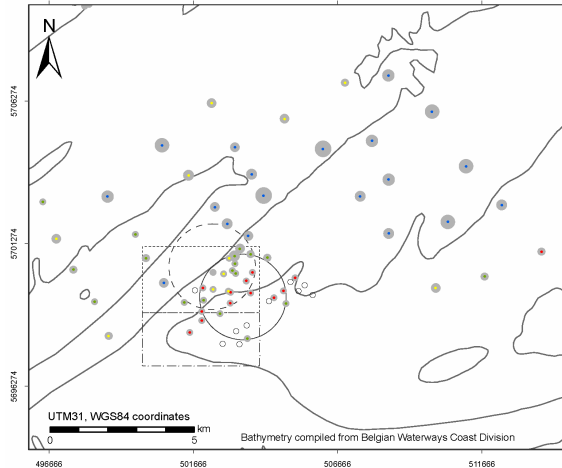 N
5706274
5701274
5696274
UTM31, WGS84 coordinates
km
0 5
Bathymetry compiled from Belgian Waterways Coast Division
496666 501666 506666 511666